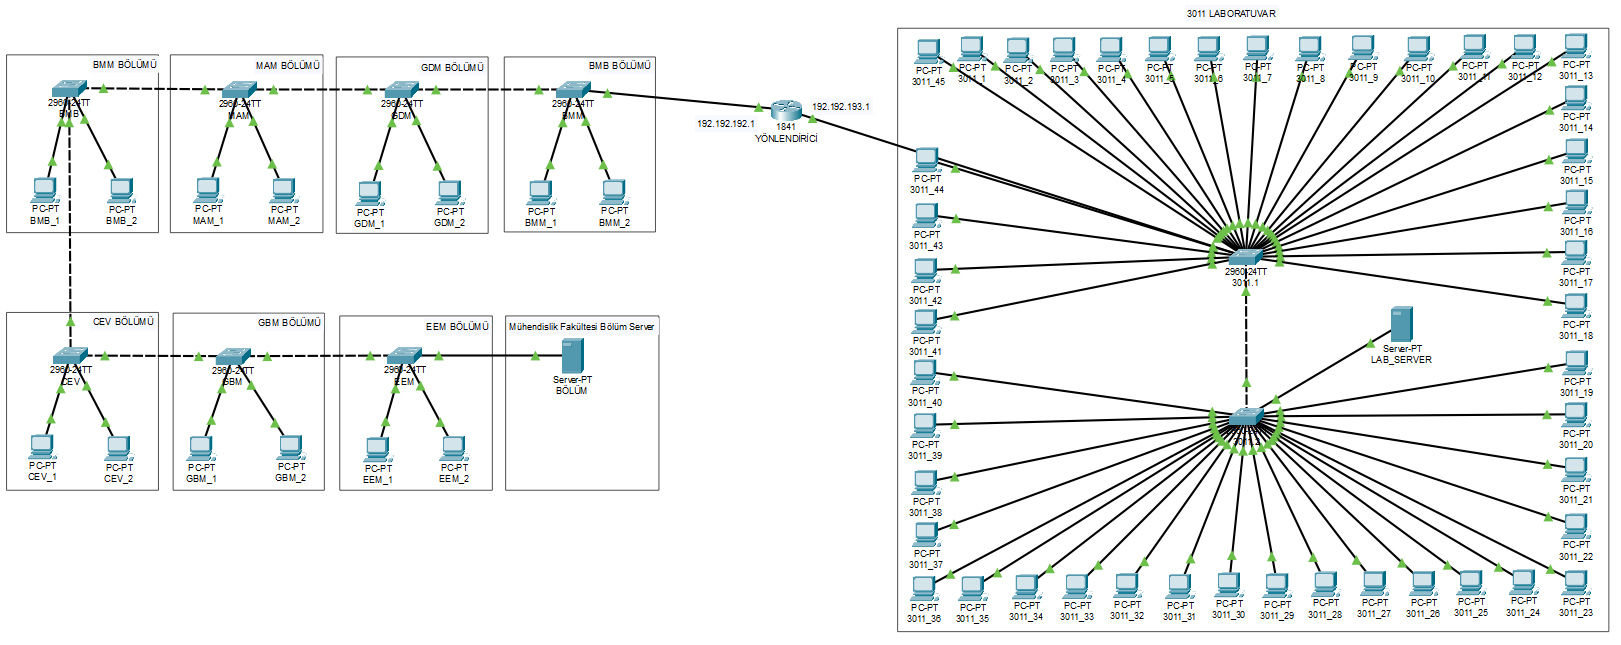 3011 LABORATUVAR
BMM BÖLÜMÜ
2960-24TT
BMB
PC-PT
BMB_1
PC-PT
BMB_2
MAM BÖLÜMÜ
2960-24TT
MAM
PC-PT
MAM_1
PC-PT
MAM_2
GDM BÖLÜMÜ
2960-24TT
GDM
PC-PT
GDM_1
PC-PT
GDM_2
BMB BÖLÜMÜ
2960-24TT
BMM
PC-PT
BMM_1
PC-PT
BMM_2
192.192.192.1
192.192.193.1
1841
YÖNLENDİRİCİ
CEV BÖLÜMÜ
2960-24TT
CEV
PC-PT
CEV_1
PC-PT
CEV_2
GBM BÖLÜMÜ
2960-24TT
GBM
PC-PT
GBM_1
PC-PT
GBM_2
EEM BÖLÜMÜ
2960-24TT
EEM
PC-PT
EEM_1
PC-PT
EEM_2
Mühendislik Fakültesi Bölüm Server
Server-PT
BÖLÜM
PC-PT
3011_45
PC-PT
3011_1
PC-PT
3011_2
PC-PT
3011_3
PC-PT
3011_4
PC-PT
3011_5
PC-PT
3011_6
PC-PT
3011_7
PC-PT
3011_8
PC-PT
3011_9
PC-PT
3011_10
PC-PT
3011_11
PC-PT
3011_12
PC-PT
3011_13
PC-PT
3011_14
PC-PT
3011_15
PC-PT
3011_16
PC-PT
3011_17
PC-PT
3011_18
PC-PT
3011_44
PC-PT
3011_43
PC-PT
3011_42
PC-PT
3011_41
PC-PT
3011_40
PC-PT
3011_39
PC-PT
3011_38
PC-PT
3011_37
2960-24TT
3011.1
Server-PT
LAB_SERVER
3011.2
PC-PT
3011_19
PC-PT
3011_20
PC-PT
3011_21
PC-PT
3011_22
PC-PT
3011_36
PC-PT
3011_35
PC-PT
3011_34
PC-PT
3011_33
PC-PT
3011_32
PC-PT
3011_31
PC-PT
3011_30
PC-PT
3011_29
PC-PT
3011_28
PC-PT
3011_27
PC-PT
3011_26
PC-PT
3011_25
PC-PT
3011_24
PC-PT
3011_23